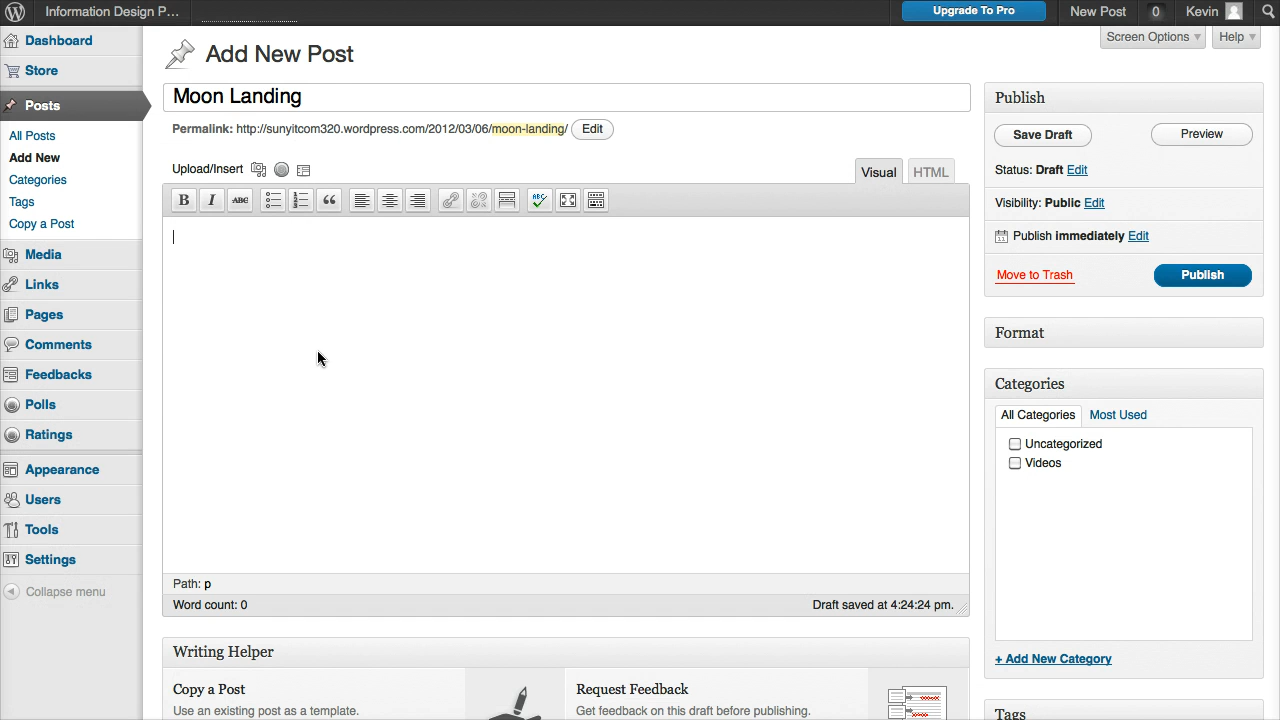 Information Design P…
Upgrade To Pro
New Post
0
Kevin
Screen Options
Help
Dashboard
Store
Posts
All Posts
Add New
Categories
Tags
Copy a Post
Media
Links
Pages
Comments
Feedbacks
Polls
Ratings
Appearance
Users
Tools
Settings
Collapse menu
Add New Post
Moon Landing
Permalink: http://sunyitcom320.wordpress.com/2012/03/06/moon-landing/ Edit
Upload/Insert
Visual
HTML
B I ABC
ABC
Path: p
Word count: 0
Draft saved at 4:24:24 pm.
Writing Helper
Copy a Post
Request Feedback
Get feedback on this draft before publishing.
post as a template.
Publish
Save Draft
Preview
Status: Draft Edit
Visibility: Public Edit
Publish immediately Edit
Move to Trash
Publish
Format
Categories
All Categories
Most Used
Uncategorized
Videos
+ Add New Category
Tags